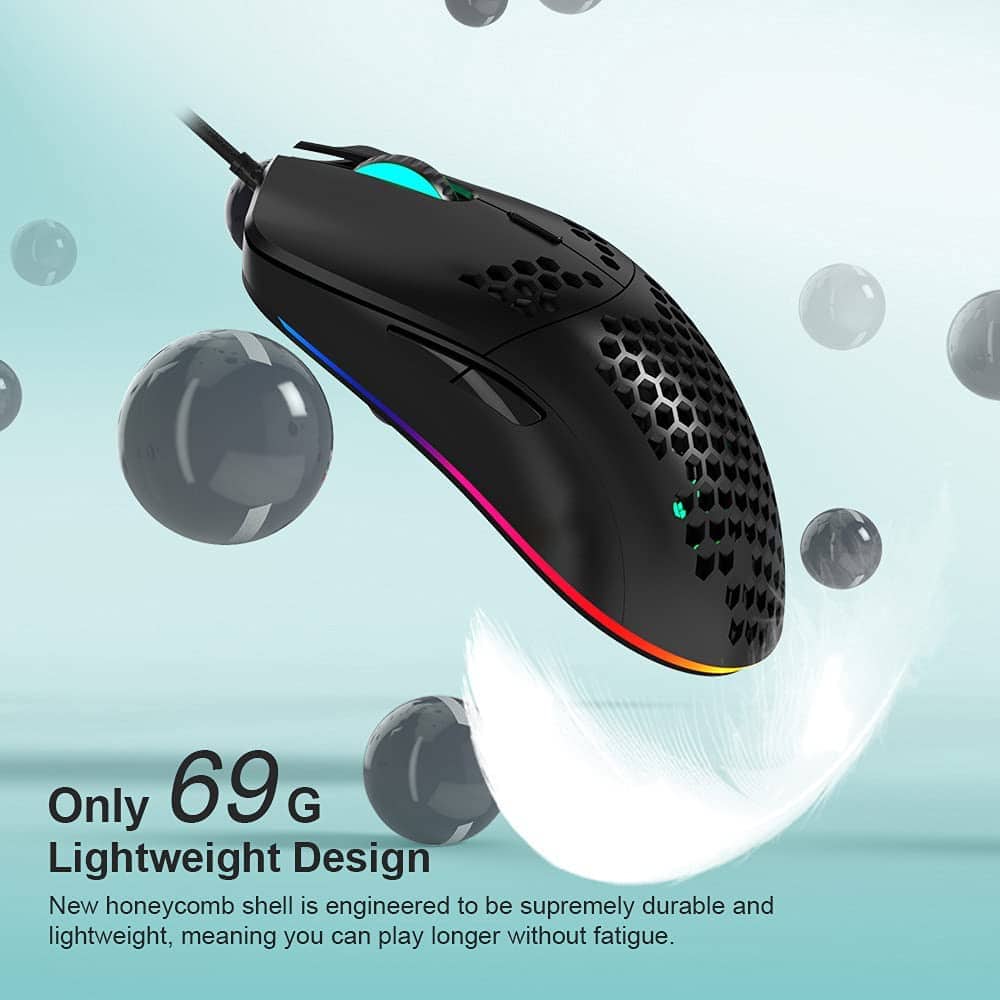 Only 69 G
Lightweight Design
New honeycomb shell is engineered to be supremely durable and
lightweight, meaning you can play longer without fatigue.